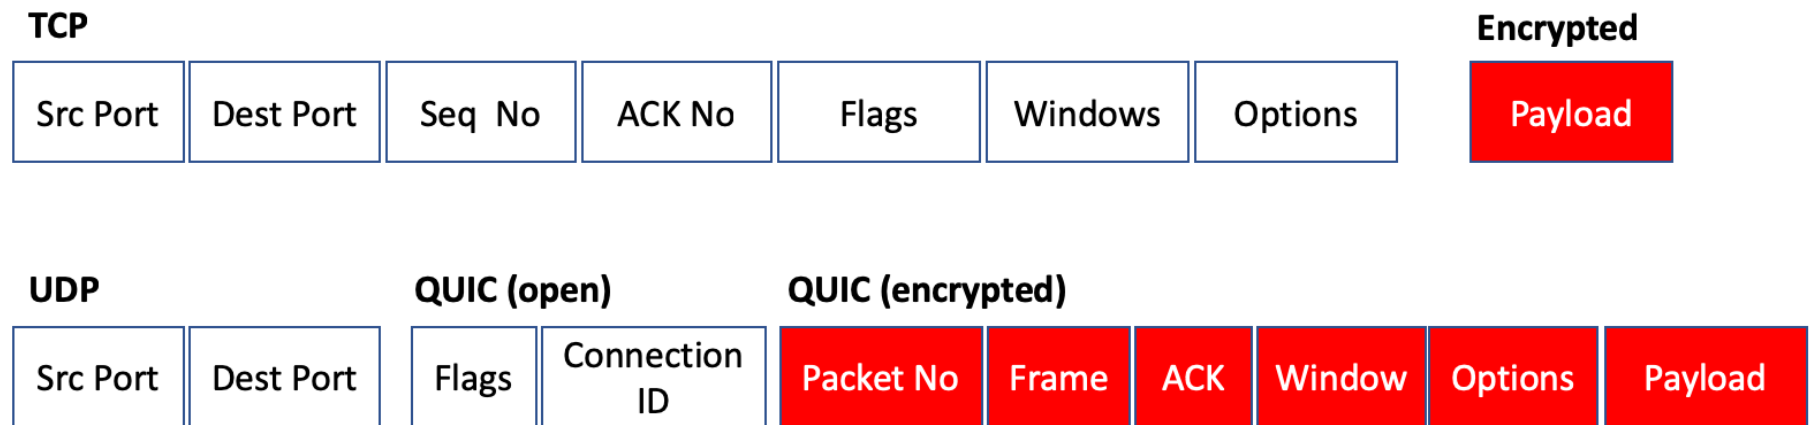 TCP Encrypted
Src Port Dest Port Seq No ACK No Flags Windows Options Payload
UDP QUIC (open) QUIC (encrypted)
Src Port Dest Port Flags Connection ID Packet No Frame ACK Window Options Payload